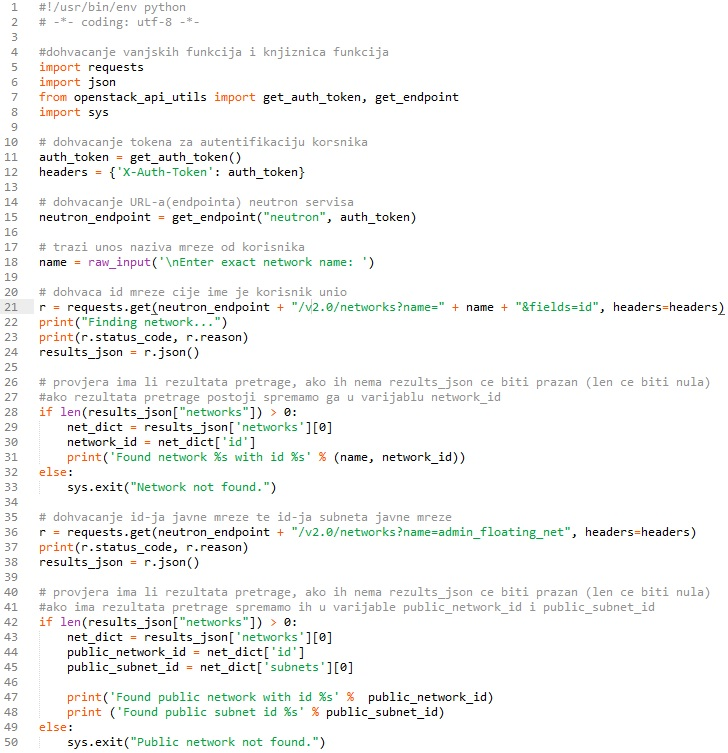 1 #!/usr/bin/env python
2 # -*- coding: utf-8 -*-
3
4 #dohvacanje vanjskih funkcija i knjiznica funkcija
5 import requests
6 import json
7 from openstack_api_utils import get_auth_token, get_endpoint
8 import sys
9
10 # dohvacanje tokena za autentifikaciju korsnika
11 auth_token = get_auth_token()
12 headers = {'X-Auth-Token': auth_token}
13
14 # dohvacanje URL-a(endpointa) neutron servisa
15 neutron_endpoint = get_endpoint("neutron", auth_token)
16
17 # trazi unos naziva mreze od korisnika
18 name = raw_input('\nEnter exact network name: ')
19
20 # dohvaca id mreze cije ime je korisnik unio
21 r = requests.get(neutron_endpoint + "/v2.0/networks?name=" + name + "&fields=id", headers=headers)
22 print("Finding network...")
23 print(r.status_code, r.reason)
24 results_json = r.json()
25
26 # provjera ima li rezultata pretrage, ako ih nema rezults_json ce biti prazan (len ce biti nula)
27 #ako rezultata pretrage postoji spremamo ga u varijablu network_id
28 if len(results_json["networks"]) > 0:
29     net_dict = results_json['networks'][0]
30     network_id = net_dict['id']
31     print('Found network %s with id %s' % (name, network_id))
32 else:
33     sys.exit("Network not found.")
34
35 # dohvacanje id-ja javne mreze te id-ja subneta javne mreze
36 r = requests.get(neutron_endpoint + "/v2.0/networks?name=admin_floating_net", headers=headers)
37 print(r.status_code, r.reason)
38 results_json = r.json()
39
40 # provjera ima li rezultata pretrage, ako ih nema rezults_json ce biti prazan (len ce biti nula)
41 #ako ima rezultata pretrage spremamo ih u varijable public_network_id i public_subnet_id
42 if len(results_json["networks"]) > 0:
43     net_dict = results_json['networks'][0]
44     public_network_id = net_dict['id']
45     public_subnet_id = net_dict['subnets'][0]
46
47     print('Found public network with id %s' %  public_network_id)
48     print ('Found public subnet id %s' % public_subnet_id)
49 else:
50     sys.exit("Public network not found.")